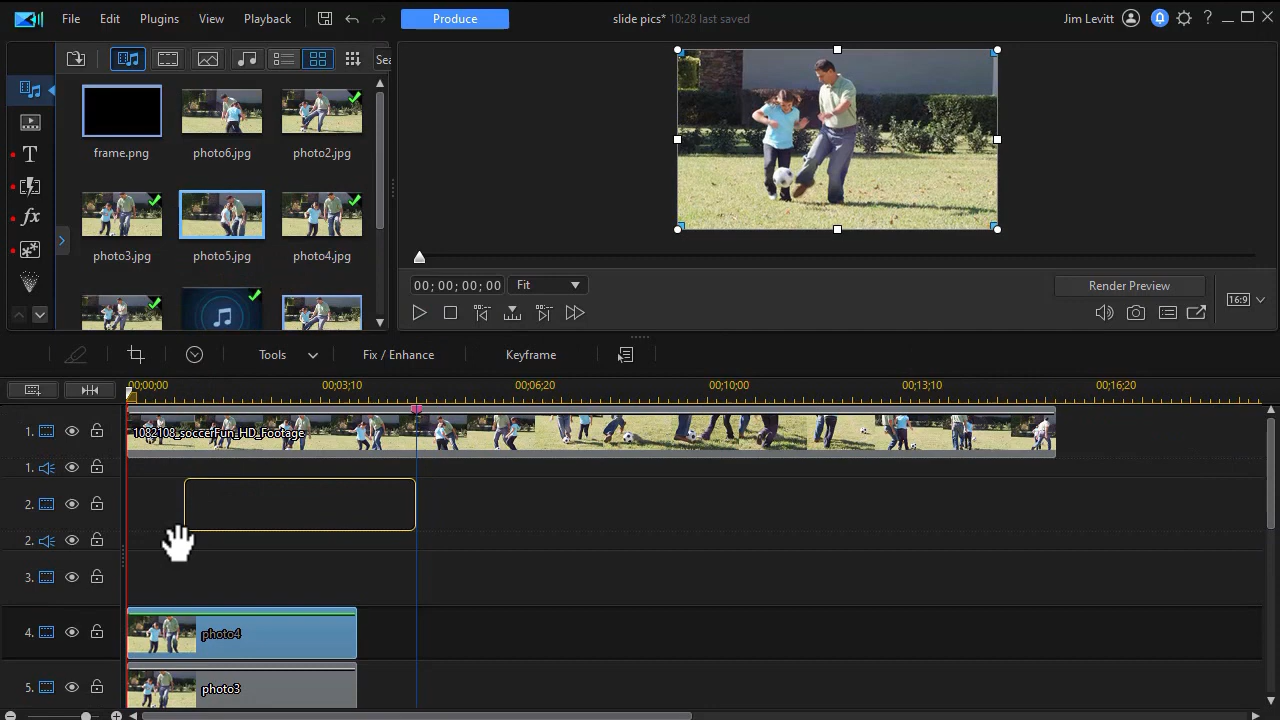 File Edit Plugins View Playback Produce slide pics* 10:28 last saved Jim Levitt
Sea
frame.png photo6.jpg photo2.jpg
photo3.jpg photo5.jpg photo4.jpg
T
fx
00; 00; 00; 00 Fit Render Preview
16:9
Tools Fix / Enhance Keyframe
00;00;00 00;03;10 00;06;20 00;10;00 00;13;10 00;16;20
1. 1082108_soccerFun_HD_Footage
1.
2.
2.
3.
4. photo4
5. photo3